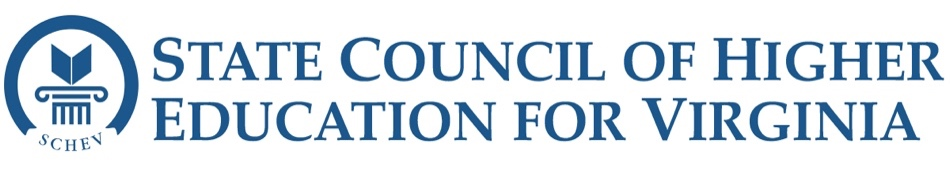 STATE COUNCIL OF HIGHER
EDUCATION FOR VIRGINIA
SCHEV